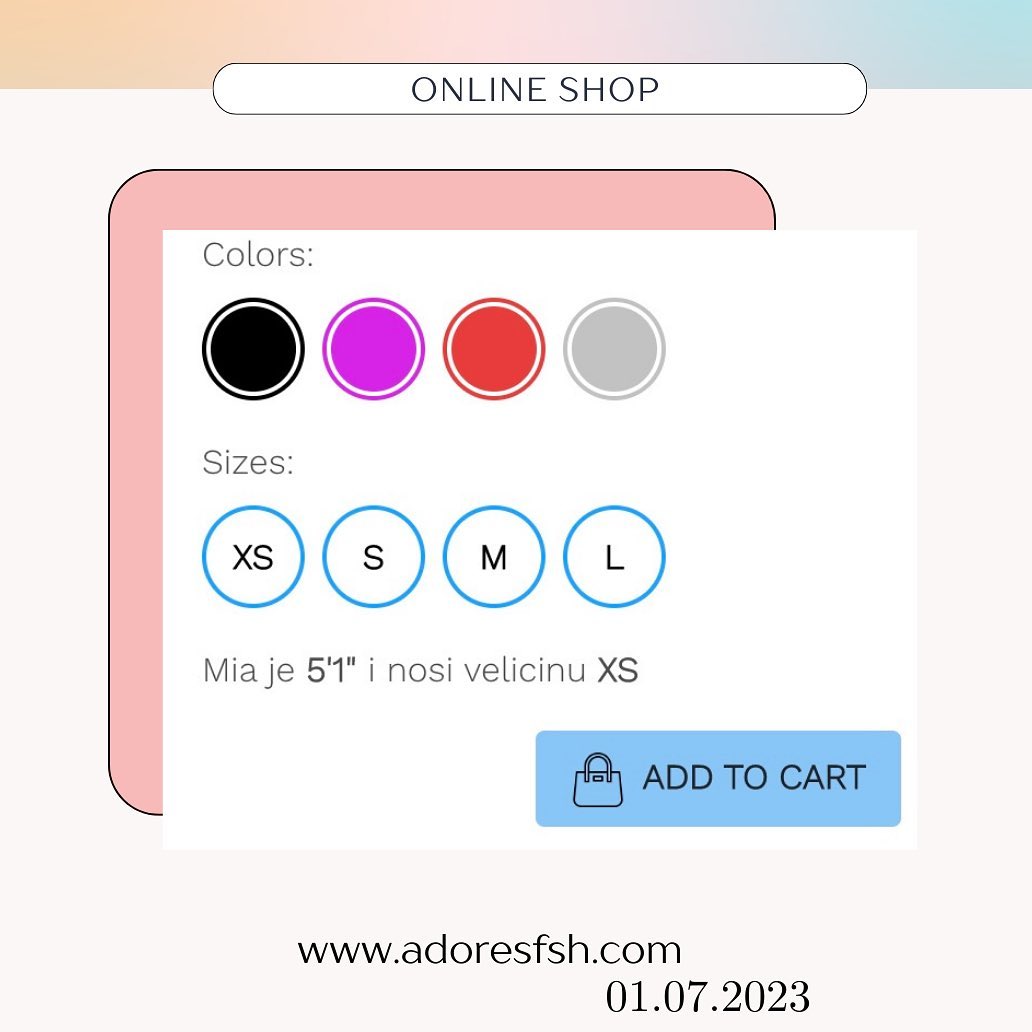 ONLINE SHOP
Colors:
Sizes:
XS S M L
Mia je 5'1" i nosi velicinu XS
ADD TO CART
www.adoresfsh.com
01.07.2023